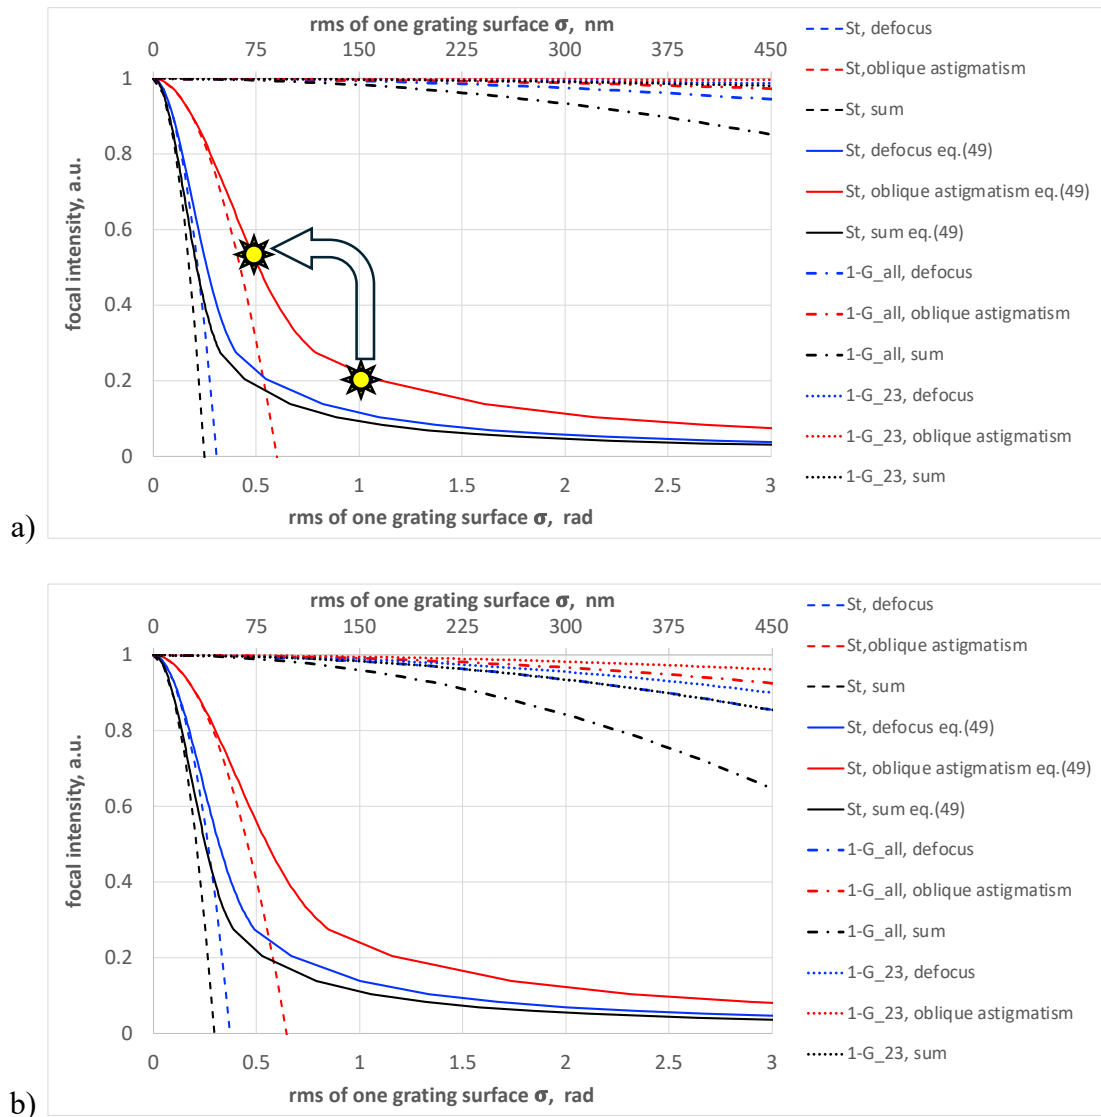 rms of one grating surface σ, nm
0 75 150 225 300 375 450
1
0.8
0.6
0.4
0.2
0
focal intensity, a.u.
0 0.5 1 1.5 2 2.5 3
rms of one grating surface σ, rad
a)
St, defocus
St,oblique astigmatism
St, sum
St, defocus eq.(49)
St, oblique astigmatism eq.(49)
St, sum eq.(49)
1-G_all, defocus
1-G_all, oblique astigmatism
1-G_all, sum
1-G_23, defocus
1-G_23, oblique astigmatism
1-G_23, sum
rms of one grating surface σ, nm
0 75 150 225 300 375 450
1
0.8
0.6
0.4
0.2
0
focal intensity, a.u.
0 0.5 1 1.5 2 2.5 3
rms of one grating surface σ, rad
b)
St, defocus
St,oblique astigmatism
St, sum
St, defocus eq.(49)
St, oblique astigmatism eq.(49)
St, sum eq.(49)
1-G_all, defocus
1-G_all, oblique astigmatism
1-G_all, sum
1-G_23, defocus
1-G_23, oblique astigmatism
1-G_23, sum